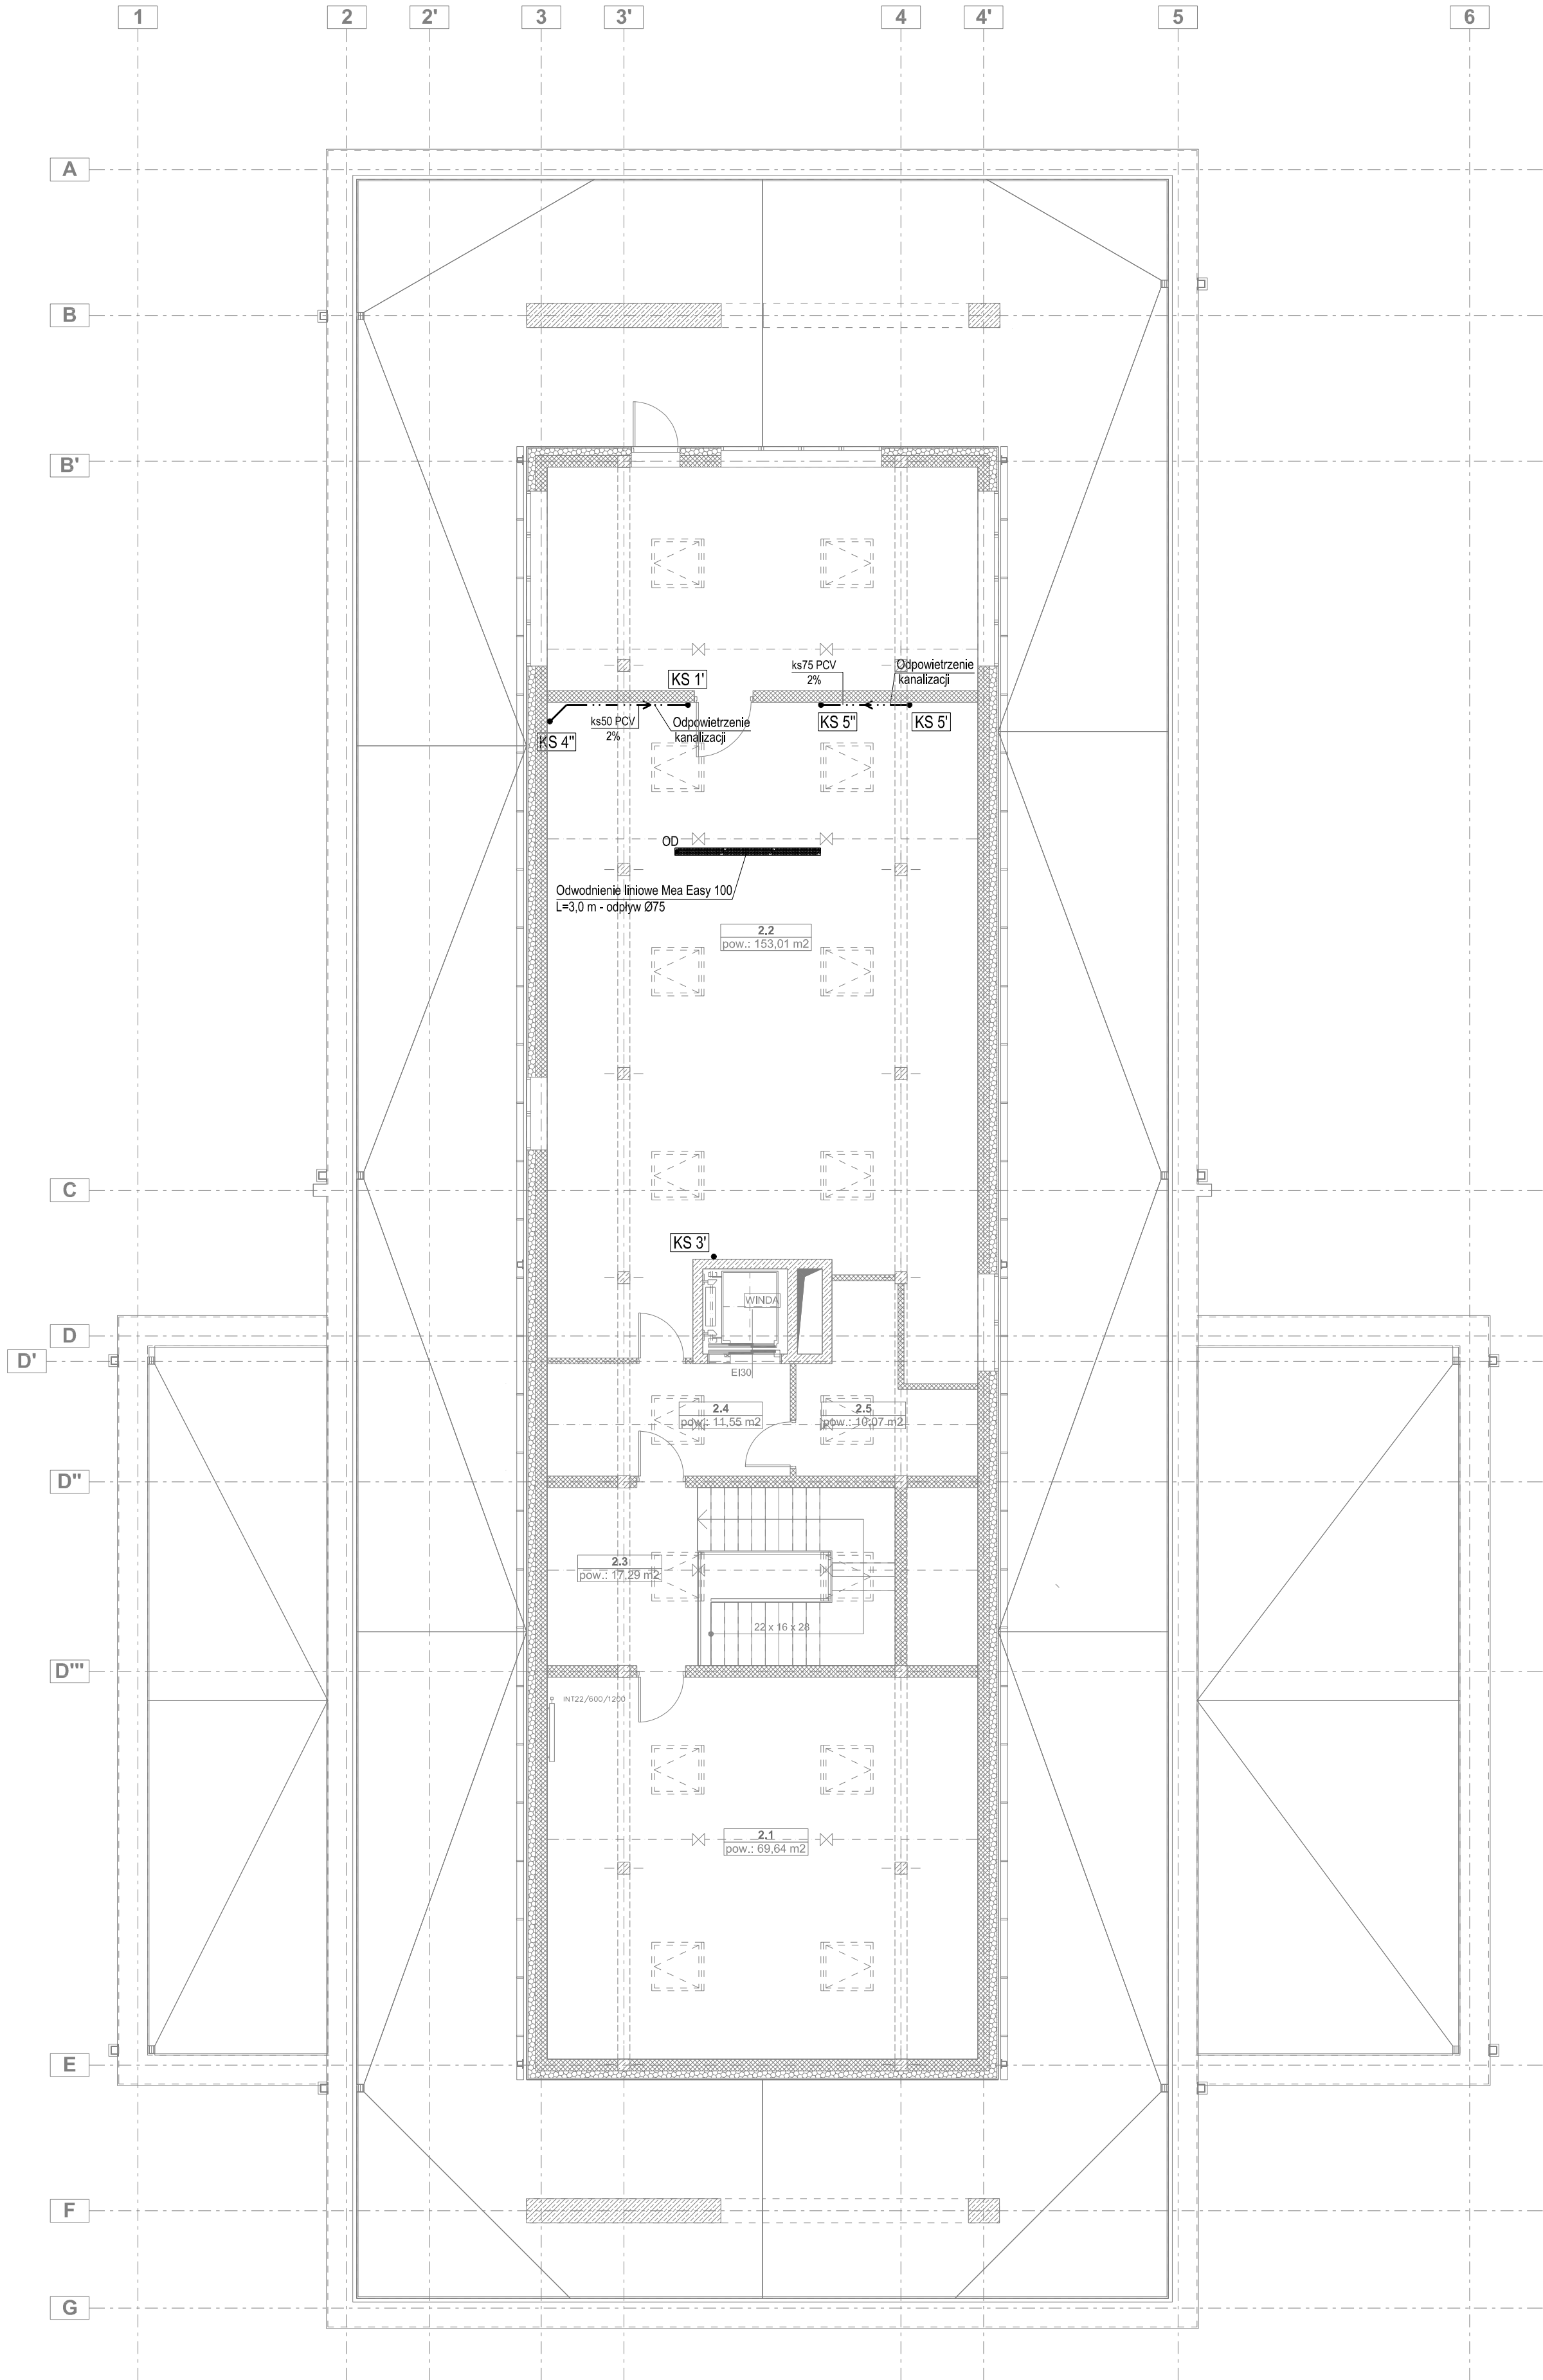 1 2 2' 3 3' 4 4' 5 6
A
B
B'
KS 1'
ks75 PCV
2%
Odpowietrzenie
kanalizacji
KS 4"
ks50 PCV
2%
Odpowietrzenie
kanalizacji
KS 5"
KS 5'
OD
Odwodnienie liniowe Mea Easy 100
L=3,0 m - odpływ Ø75
2.2
pow.: 153,01 m2
C
KS 3'
WINDA
D
D'
EI30
2.4
pow.: 11,55 m2
2.5
pow.: 10,07 m2
D"
2.3
pow.: 17,29 m2
22 x 16 x 28
D'"
INT22/600/1200
2.1
pow.: 69,64 m2
E
F
G